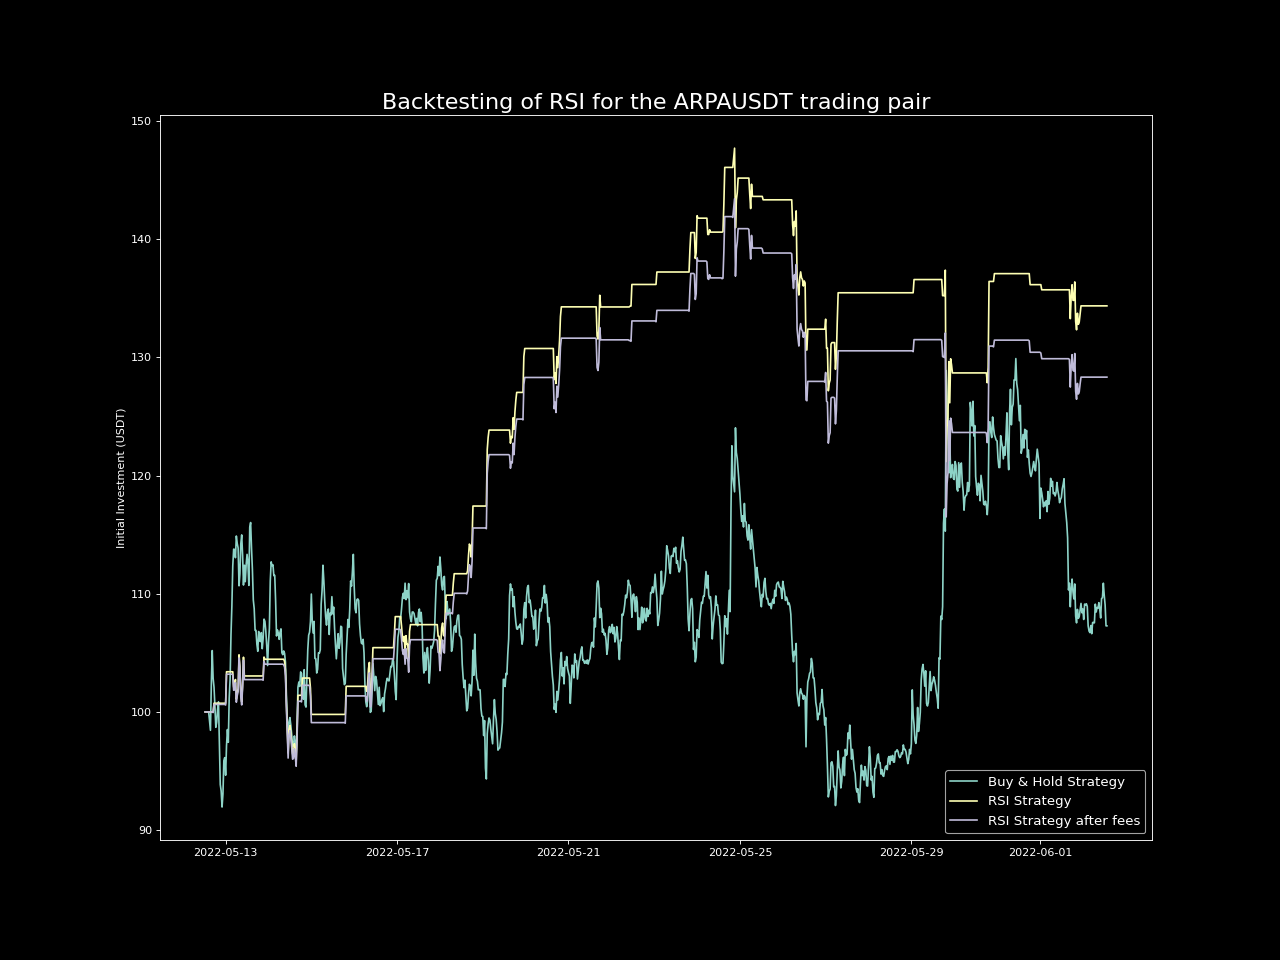 Backtesting of RSI for the ARPAUSDT trading pair
150
140
130
120
110
100
90
Initial Investment (USDT)
2022-05-13
2022-05-17
2022-05-21
2022-05-25
2022-05-29
2022-06-01
Buy & Hold Strategy
RSI Strategy
RSI Strategy after fees